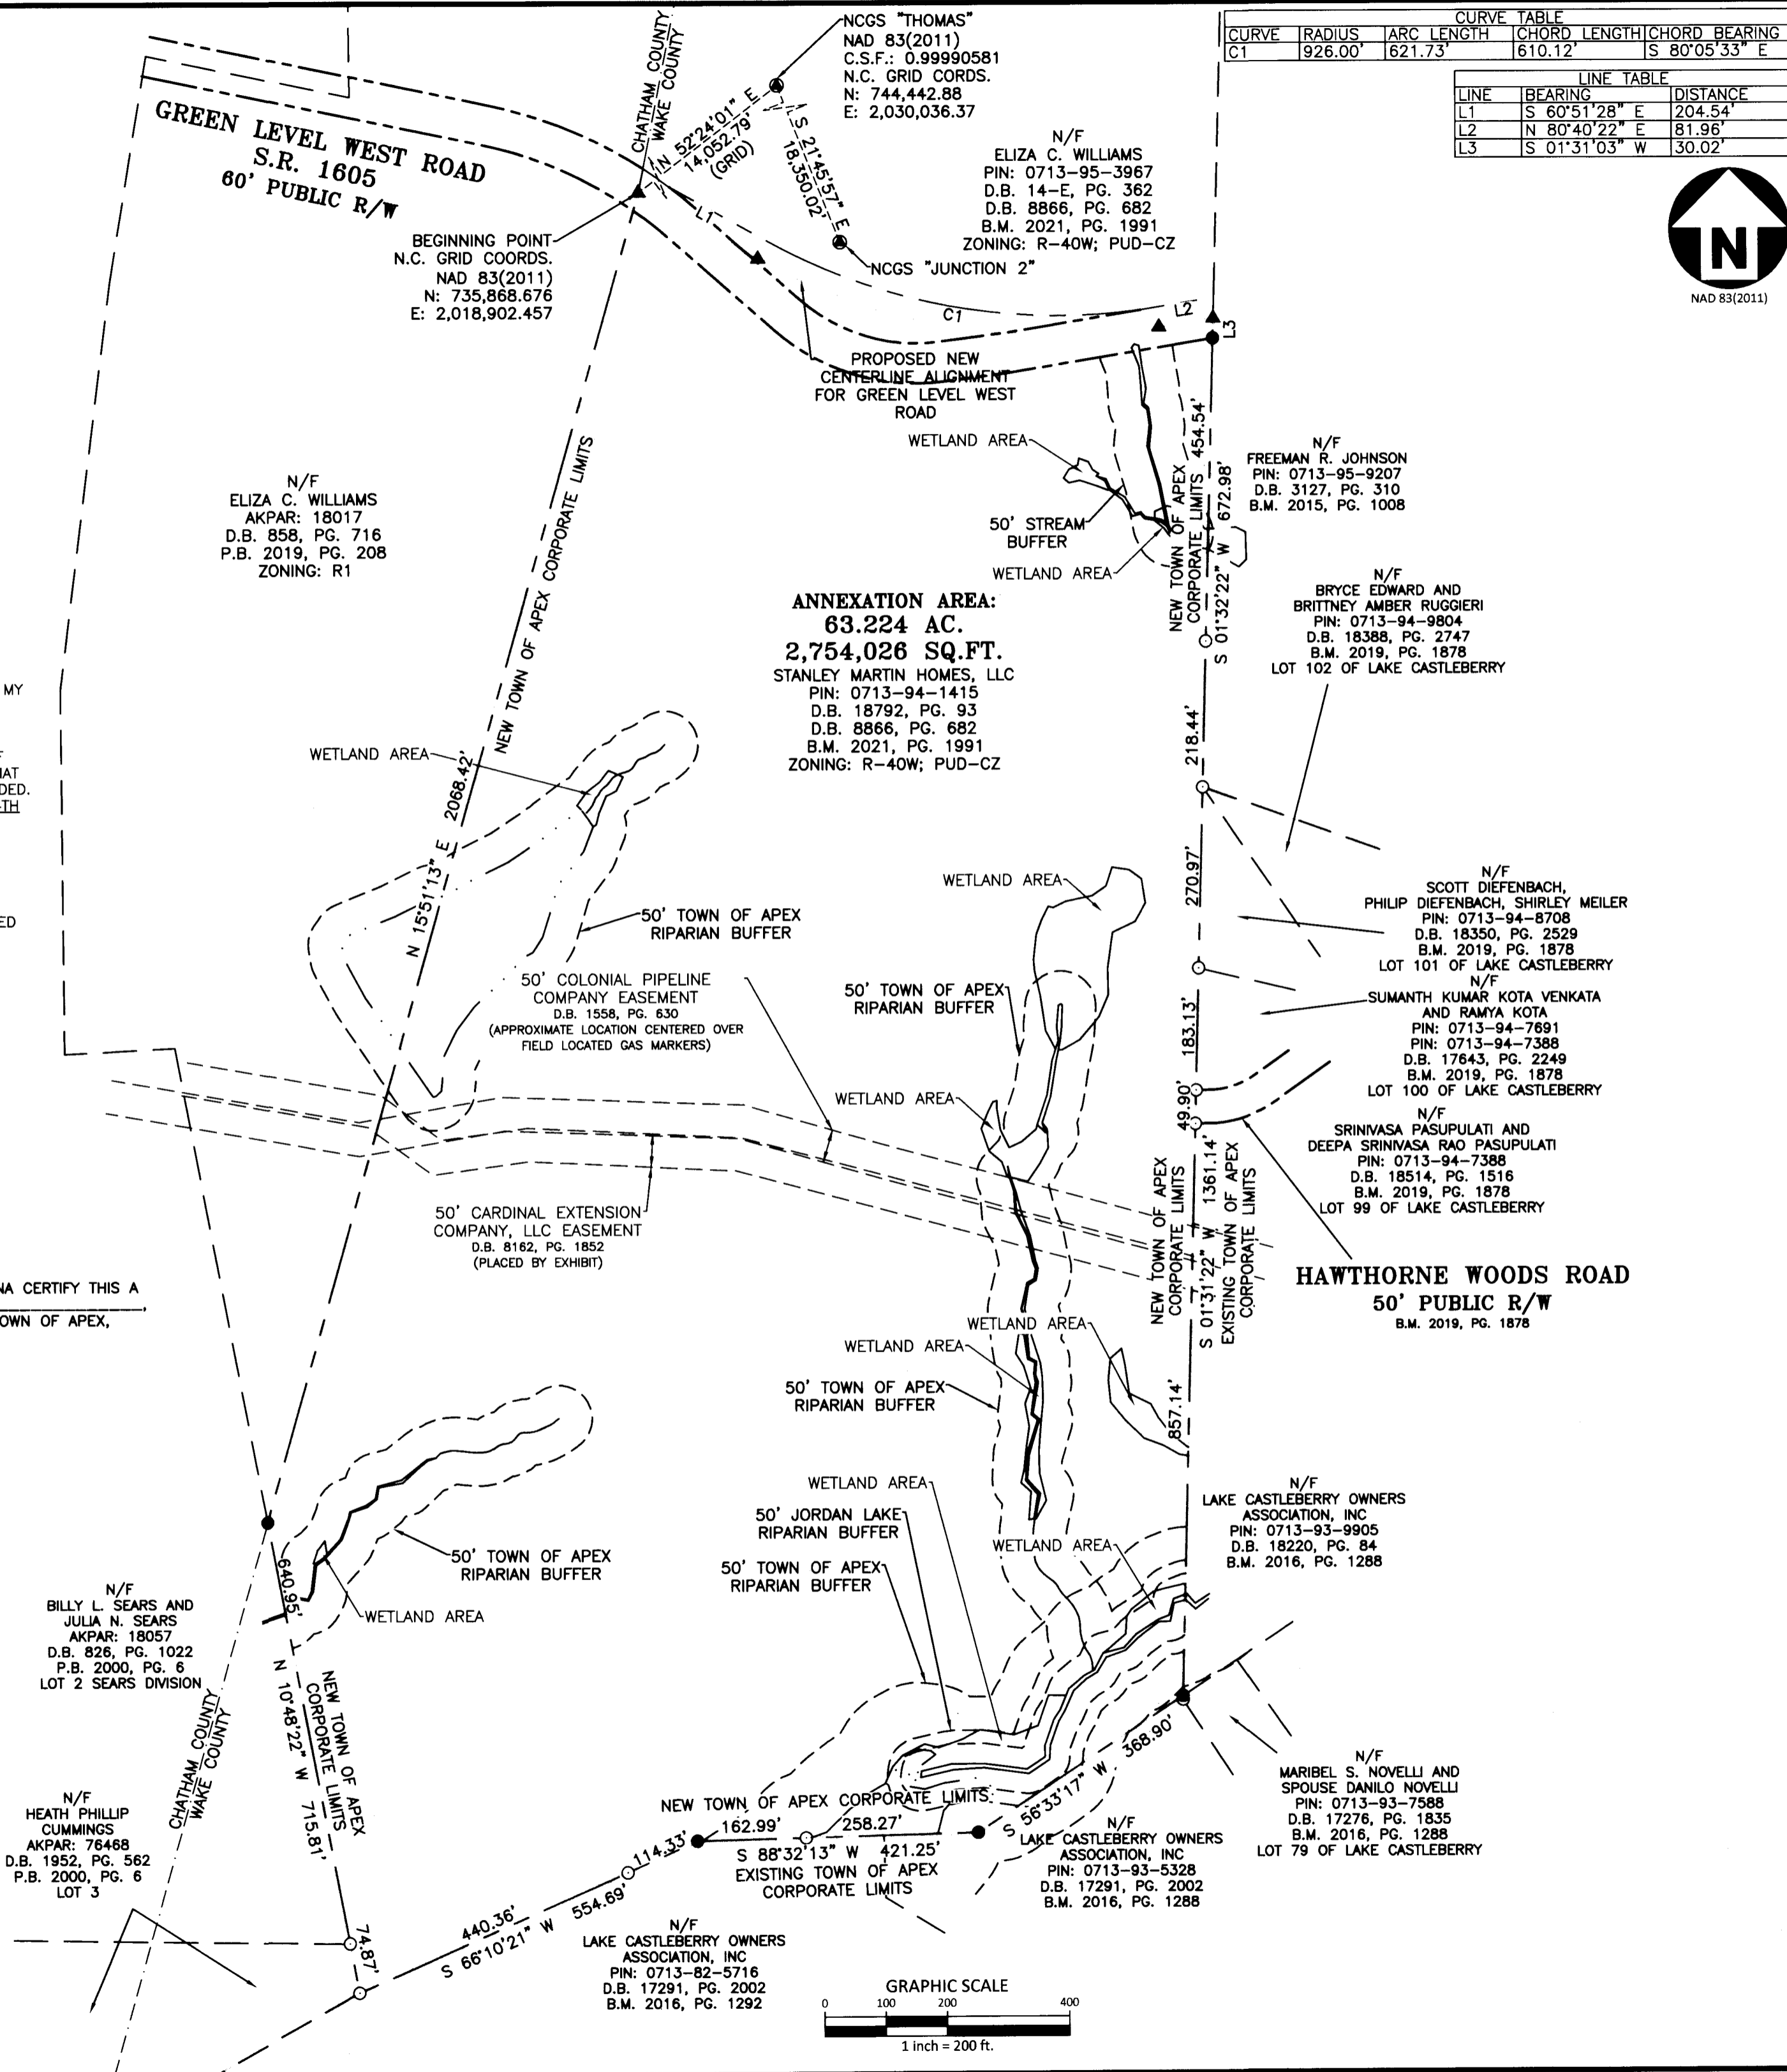 CURVE TABLE
CURVE RADIUS ARC LENGTH CHORD LENGTH CHORD BEARING
C1 926.00' 621.73' 610.12' S 80°05'33" E
LINE TABLE
LINE BEARING DISTANCE
L1 S 60°51'28" E 204.54'
L2 N 80°40'22" E 81.96'
L3 S 01°31'03" W 30.02'
N
NAD 83(2011)
NCGS "THOMAS"
NAD 83(2011)
C.S.F.: 0.99990581
N.C. GRID CORDS.
N: 744,442.88
E: 2,030,036.37
CHATHAM COUNTY
WAKE COUNTY
N 52°24'01" E
14,052.79'
(GRID)
S 21°45'57" E
18,350.02'
NCGS "JUNCTION 2"
GREEN LEVEL WEST ROAD
S.R. 1605
60' PUBLIC R/W
BEGINNING POINT
N.C. GRID COORDS.
NAD 83(2011)
N: 735,868.676
E: 2,018,902.457
N/F
ELIZA C. WILLIAMS
PIN: 0713-95-3967
D.B. 14-E, PG. 362
D.B. 8866, PG. 682
B.M. 2021, PG. 1991
ZONING: R-40W; PUD-CZ
L1
C1
L2
L3
PROPOSED NEW
CENTERLINE ALIGNMENT
FOR GREEN LEVEL WEST
ROAD
WETLAND AREA
50' STREAM
BUFFER
WETLAND AREA
NEW TOWN OF APEX
CORPORATE LIMITS
454.54'
S 01°32'22" W 672.98'
N/F
FREEMAN R. JOHNSON
PIN: 0713-95-9207
D.B. 3127, PG. 310
B.M. 2015, PG. 1008
N/F
ELIZA C. WILLIAMS
AKPAR: 18017
D.B. 858, PG. 716
P.B. 2019, PG. 208
ZONING: R1
NEW TOWN OF APEX CORPORATE LIMITS
N 15°51'13" E 2068.42'
ANNEXATION AREA:
63.224 AC.
2,754,026 SQ.FT.
STANLEY MARTIN HOMES, LLC
PIN: 0713-94-1415
D.B. 18792, PG. 93
D.B. 8866, PG. 682
B.M. 2021, PG. 1991
ZONING: R-40W; PUD-CZ
N/F
BRYCE EDWARD AND
BRITTNEY AMBER RUGGIERI
PIN: 0713-94-9804
D.B. 18388, PG. 2747
B.M. 2019, PG. 1878
LOT 102 OF LAKE CASTLEBERRY
MY
IAT
DED.
TH
ED
WETLAND AREA
218.44'
270.97'
WETLAND AREA
N/F
SCOTT DIEFENBACH,
PHILIP DIEFENBACH, SHIRLEY MEILER
PIN: 0713-94-8708
D.B. 18350, PG. 2529
B.M. 2019, PG. 1878
LOT 101 OF LAKE CASTLEBERRY
50' TOWN OF APEX
RIPARIAN BUFFER
50' COLONIAL PIPELINE
COMPANY EASEMENT
D.B. 1558, PG. 630
(APPROXIMATE LOCATION CENTERED OVER
FIELD LOCATED GAS MARKERS)
50' TOWN OF APEX
RIPARIAN BUFFER
183.13'
N/F
SUMANTH KUMAR KOTA VENKATA
AND RAMYA KOTA
PIN: 0713-94-7691
PIN: 0713-94-7388
D.B. 17643, PG. 2249
B.M. 2019, PG. 1878
LOT 100 OF LAKE CASTLEBERRY
WETLAND AREA
49.90'
N/F
SRINIVASA PASUPULATI AND
DEEPA SRINIVASA RAO PASUPULATI
PIN: 0713-94-7388
D.B. 18514, PG. 1516
B.M. 2019, PG. 1878
LOT 99 OF LAKE CASTLEBERRY
50' CARDINAL EXTENSION
COMPANY, LLC EASEMENT
D.B. 8162, PG. 1852
(PLACED BY EXHIBIT)
NEW TOWN OF APEX
CORPORATE LIMITS
S 01°31'22" W 1361.14'
EXISTING TOWN OF APEX
CORPORATE LIMITS
HAWTHORNE WOODS ROAD
50' PUBLIC R/W
B.M. 2019, PG. 1878
NA CERTIFY THIS A
OWN OF APEX,
WETLAND AREA
WETLAND AREA
50' TOWN OF APEX
RIPARIAN BUFFER
857.14'
WETLAND AREA
50' JORDAN LAKE
RIPARIAN BUFFER
50' TOWN OF APEX
RIPARIAN BUFFER
WETLAND AREA
N/F
LAKE CASTLEBERRY OWNERS
ASSOCIATION, INC
PIN: 0713-93-9905
D.B. 18220, PG. 84
B.M. 2016, PG. 1288
50' TOWN OF APEX
RIPARIAN BUFFER
WETLAND AREA
640.95'
N/F
BILLY L. SEARS AND
JULIA N. SEARS
AKPAR: 18057
D.B. 826, PG. 1022
P.B. 2000, PG. 6
LOT 2 SEARS DIVISION
CHATHAM COUNTY
WAKE COUNTY
NEW TOWN OF APEX
CORPORATE LIMITS
N 10°48'22" W 715.81'
N/F
HEATH PHILLIP
CUMMINGS
AKPAR: 76468
D.B. 1952, PG. 562
P.B. 2000, PG. 6
LOT 3
74.87'
NEW TOWN OF APEX CORPORATE LIMITS
162.99'
258.27'
S 88°32'13" W 421.25'
EXISTING TOWN OF APEX
CORPORATE LIMITS
114.33'
440.36'
S 66°10'21" W 554.69'
S 56°33'17" W 368.90'
N/F
LAKE CASTLEBERRY OWNERS
ASSOCIATION, INC
PIN: 0713-93-5328
D.B. 17291, PG. 2002
B.M. 2016, PG. 1288
N/F
MARIBEL S. NOVELLI AND
SPOUSE DANILO NOVELLI
PIN: 0713-93-7588
D.B. 17276, PG. 1835
B.M. 2016, PG. 1288
LOT 79 OF LAKE CASTLEBERRY
N/F
LAKE CASTLEBERRY OWNERS
ASSOCIATION, INC
PIN: 0713-82-5716
D.B. 17291, PG. 2002
B.M. 2016, PG. 1292
GRAPHIC SCALE
0 100 200 400
1 inch = 200 ft.